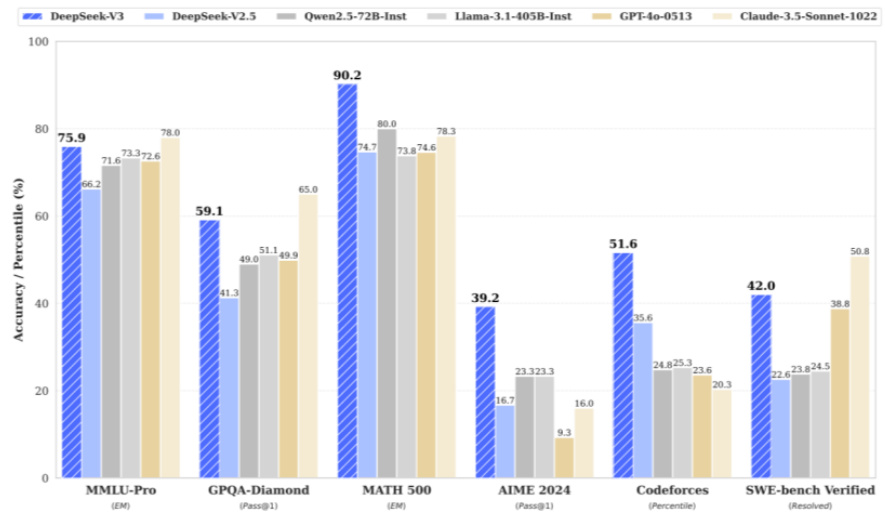 DeepSeek-V3 DeepSeek-V2.5 Qwen2.5-72B-Inst Llama-3.1-405B-Inst GPT-4o-0513 Claude-3.5-Sonnet-1022
Accuracy / Percentile (%)
100
80
60
40
20
0
75.9 66.2 71.6 73.3 72.6 78.0
59.1 41.3 49.0 51.1 49.9 65.0
90.2 74.7 80.0 73.8 74.6 78.3
39.2 16.7 23.3 23.3 9.3 16.0
51.6 35.6 24.8 25.3 23.6 20.3
42.0 22.6 23.8 24.5 38.8 50.8
MMLU-Pro GPQA-Diamond MATH 500 AIME 2024 Codeforces SWE-bench Verified
(EM) (Pass@1) (EM) (Pass@1) (Percentile) (Resolved)